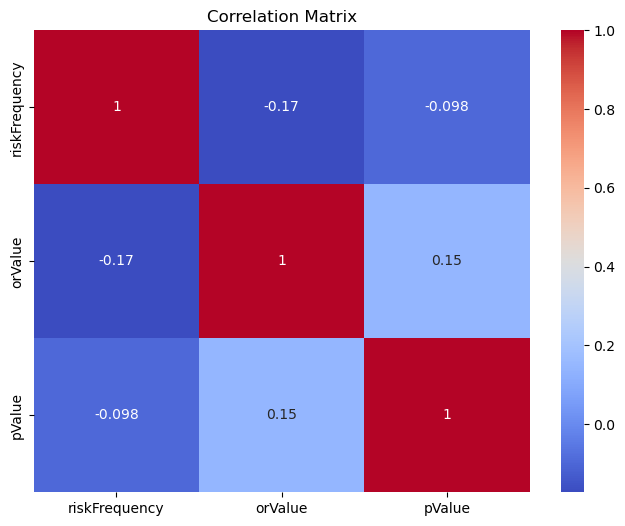 Correlation Matrix
riskFrequency
1
-0.17
-0.098
orValue
-0.17
1
0.15
pValue
-0.098
0.15
1
riskFrequency
orValue
pValue
1.0
0.8
0.6
0.4
0.2
0.0